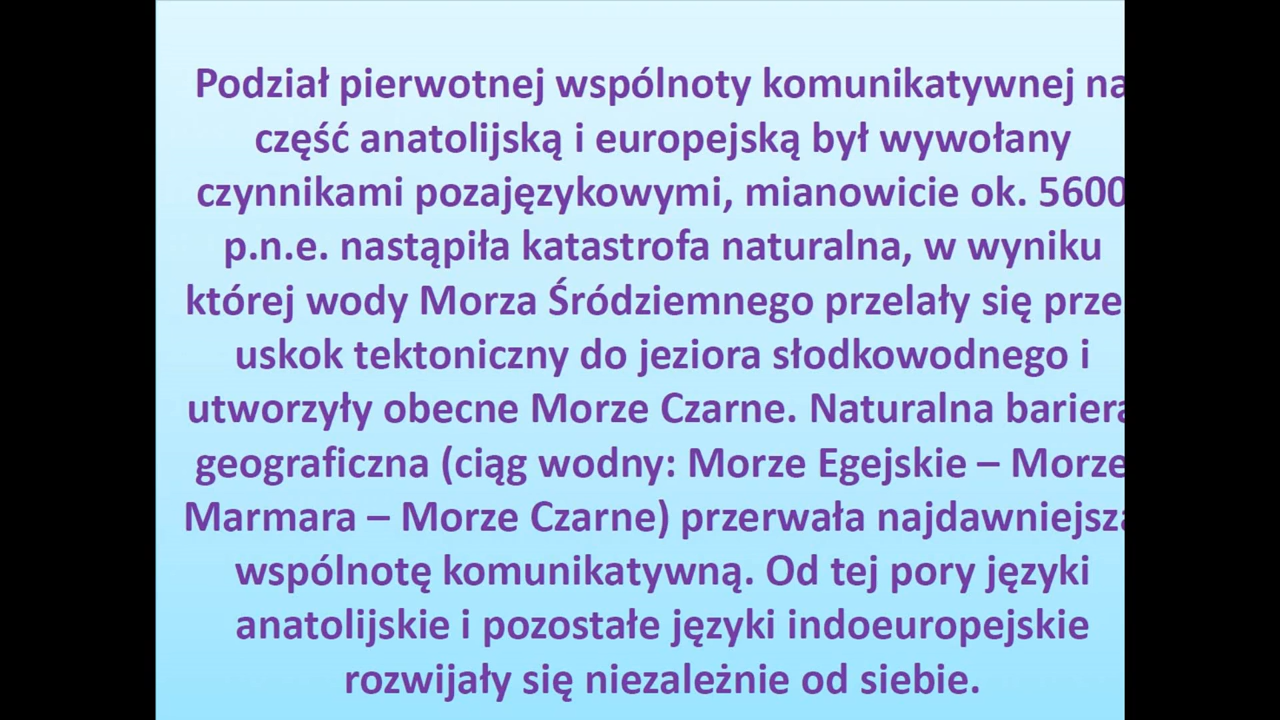 Podział pierwotnej wspólnoty komunikatywnej na
część anatolijską i europejską był wywołany
czynnikami pozajęzykowymi, mianowicie ok. 5600
p.n.e. nastąpiła katastrofa naturalna, w wyniku
której wody Morza Śródziemnego przelały się prze
uskok tektoniczny do jeziora słodkowodnego i
utworzyły obecne Morze Czarne. Naturalna bariera
geograficzna (ciąg wodny: Morze Egejskie – Morze
Marmara – Morze Czarne) przerwała najdawniejsza
wspólnotę komunikatywną. Od tej pory języki
anatolijskie i pozostałe języki indoeuropejskie
rozwijały się niezależnie od siebie.